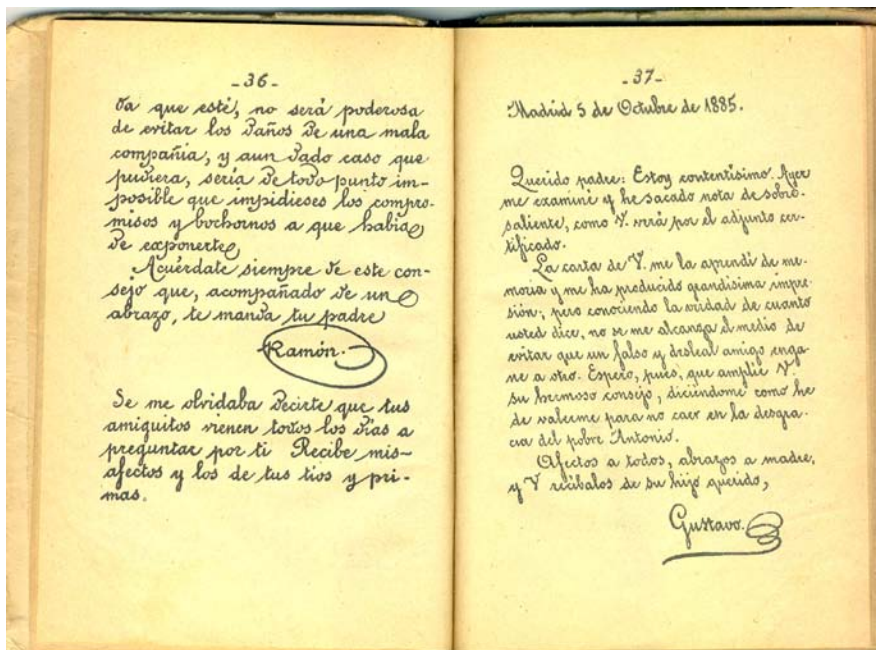 -36-
da que esté, no será poderosa
de evitar los daños de una mala
compañia, y aun dado caso que
pudiera, sería de todo punto im-
posible que impidieses los compro-
misos y bochornos a que había
de exponerte
Acuérdate siempre de este con-
sejo que, acompañado de un
abrazo, te manda tu padre
Ramón.
Se me olvidaba decirte que tus
amiguitos vienen todos los días a
preguntar por ti Recibe mis
afectos y los de tus tios y pri-
mas.
-37-
Madrid 5 de Octubre de 1885.
Querido padre: Estoy contentísimo. Ayer
me examiné y he sacado nota de sobre-
saliente, como V. verá por el adjunto cer-
tificado.
La carta de V. me la aprendi de me-
moria y me ha producido grandisima impre-
sión; pero conociendo la verdad de cuanto
usted dice, no se me alcanza el medio de
evitar que un falso y desleal amigo enga-
ñe a otro. Espero, pues, que amplíe V.
su hermoso consejo, diciéndome como he
de valerme para no caer en la desgra-
cia del pobre Antonio.
Afectos a todos, abrazos a madre,
y V recíbalos de su hijo querido,
Gustavo.